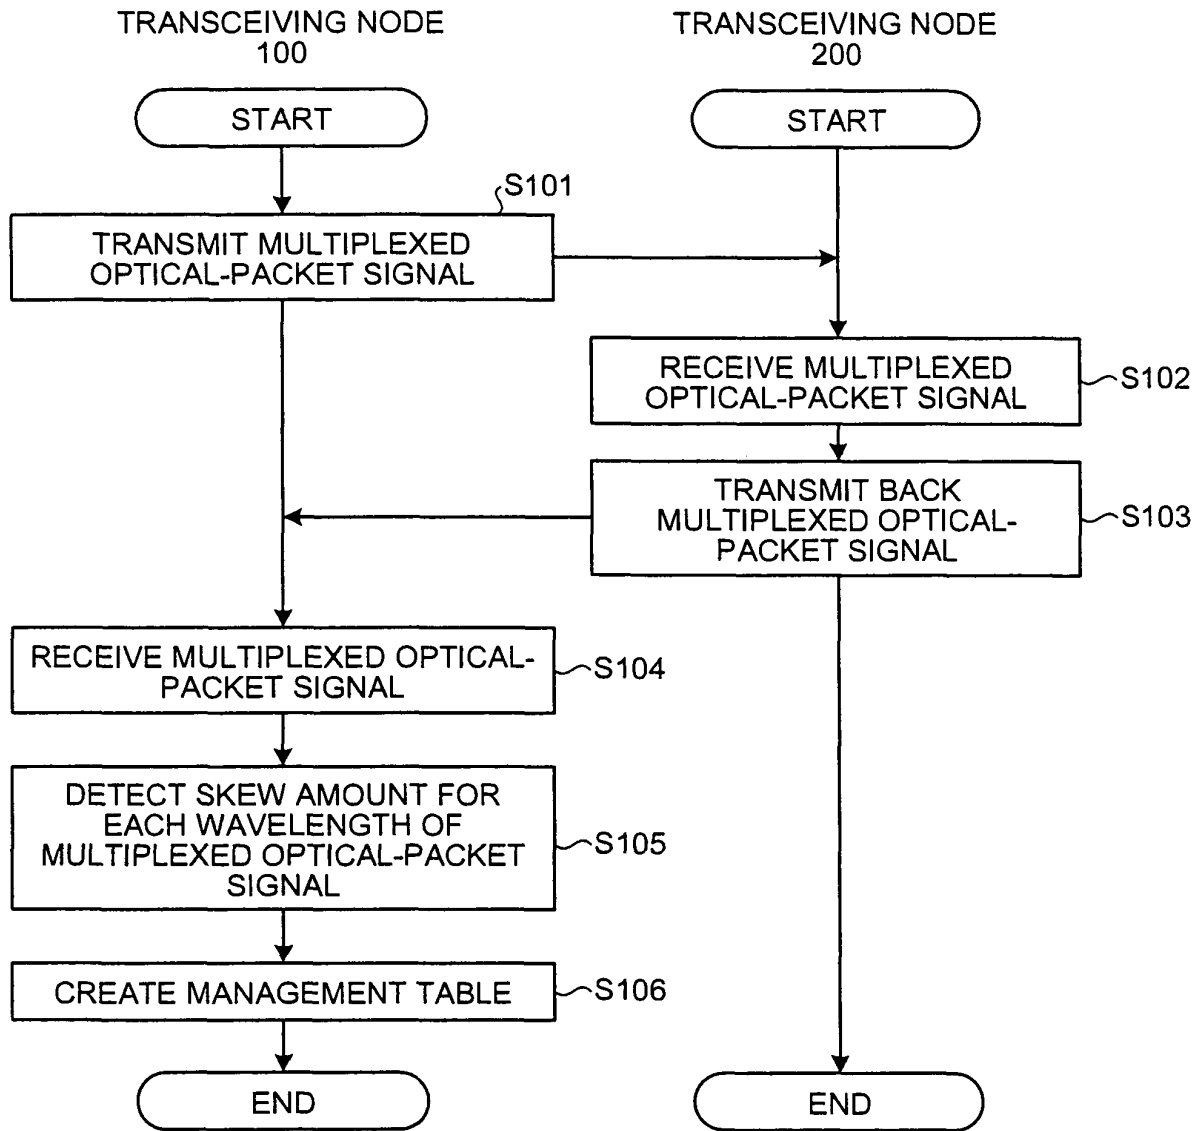 TRANSCEIVING NODE
100
TRANSCEIVING NODE
200
START
START
S101
TRANSMIT MULTIPLEXED
OPTICAL-PACKET SIGNAL
RECEIVE MULTIPLEXED
OPTICAL-PACKET SIGNAL
S102
TRANSMIT BACK
MULTIPLEXED OPTICAL-
PACKET SIGNAL
S103
RECEIVE MULTIPLEXED OPTICAL-
PACKET SIGNAL
S104
DETECT SKEW AMOUNT FOR
EACH WAVELENGTH OF
MULTIPLEXED OPTICAL-PACKET
SIGNAL
S105
CREATE MANAGEMENT TABLE
S106
END
END